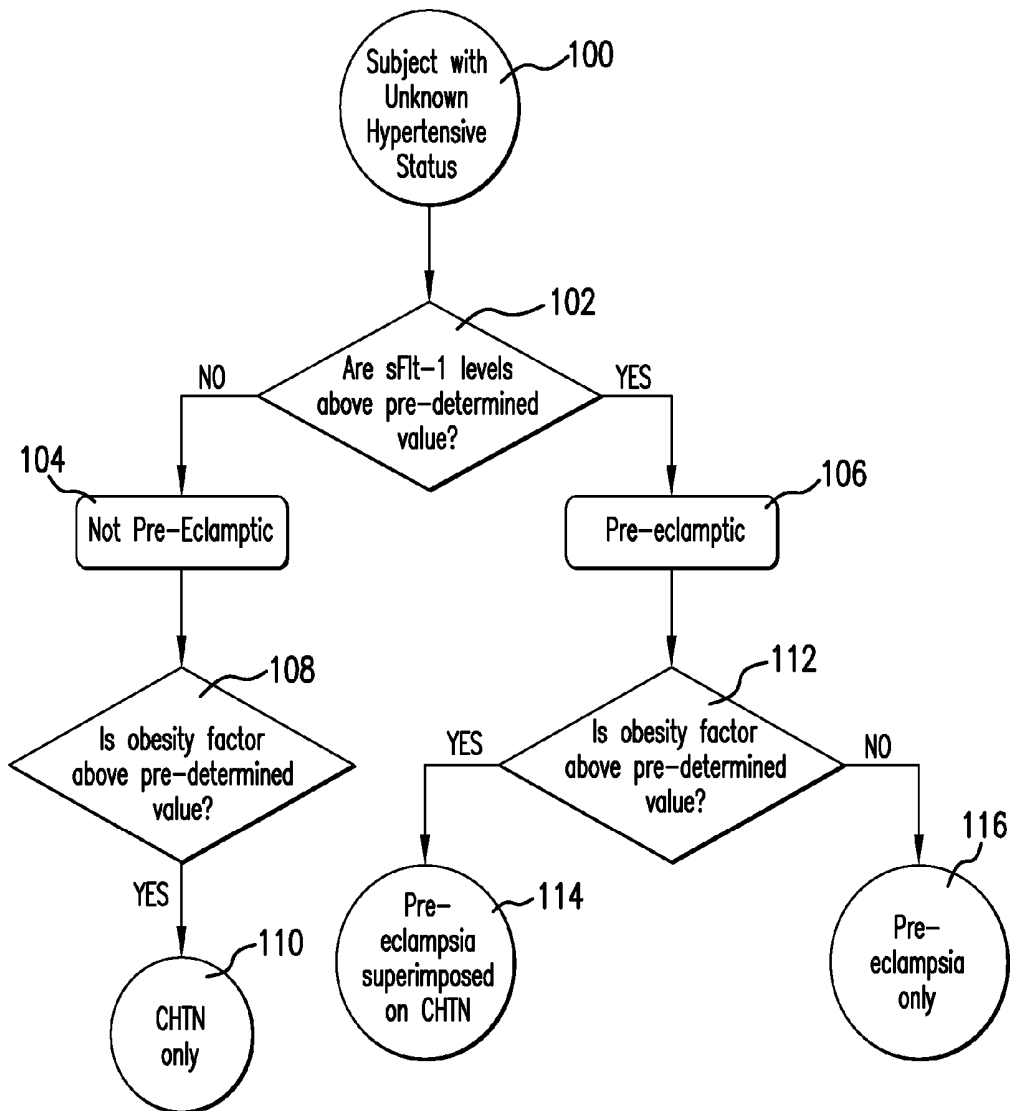 Subject with
Unknown
Hypertensive
Status
100
102
Are sFlt-1 levels
above pre-determined
value?
NO
YES
104
Not Pre-Eclamptic
106
Pre-eclamptic
108
Is obesity factor
above pre-determined
value?
YES
110
CHTN
only
112
Is obesity factor
above pre-determined
value?
YES
NO
114
Pre-
eclampsia
superimposed
on CHTN
116
Pre-
eclampsia
only